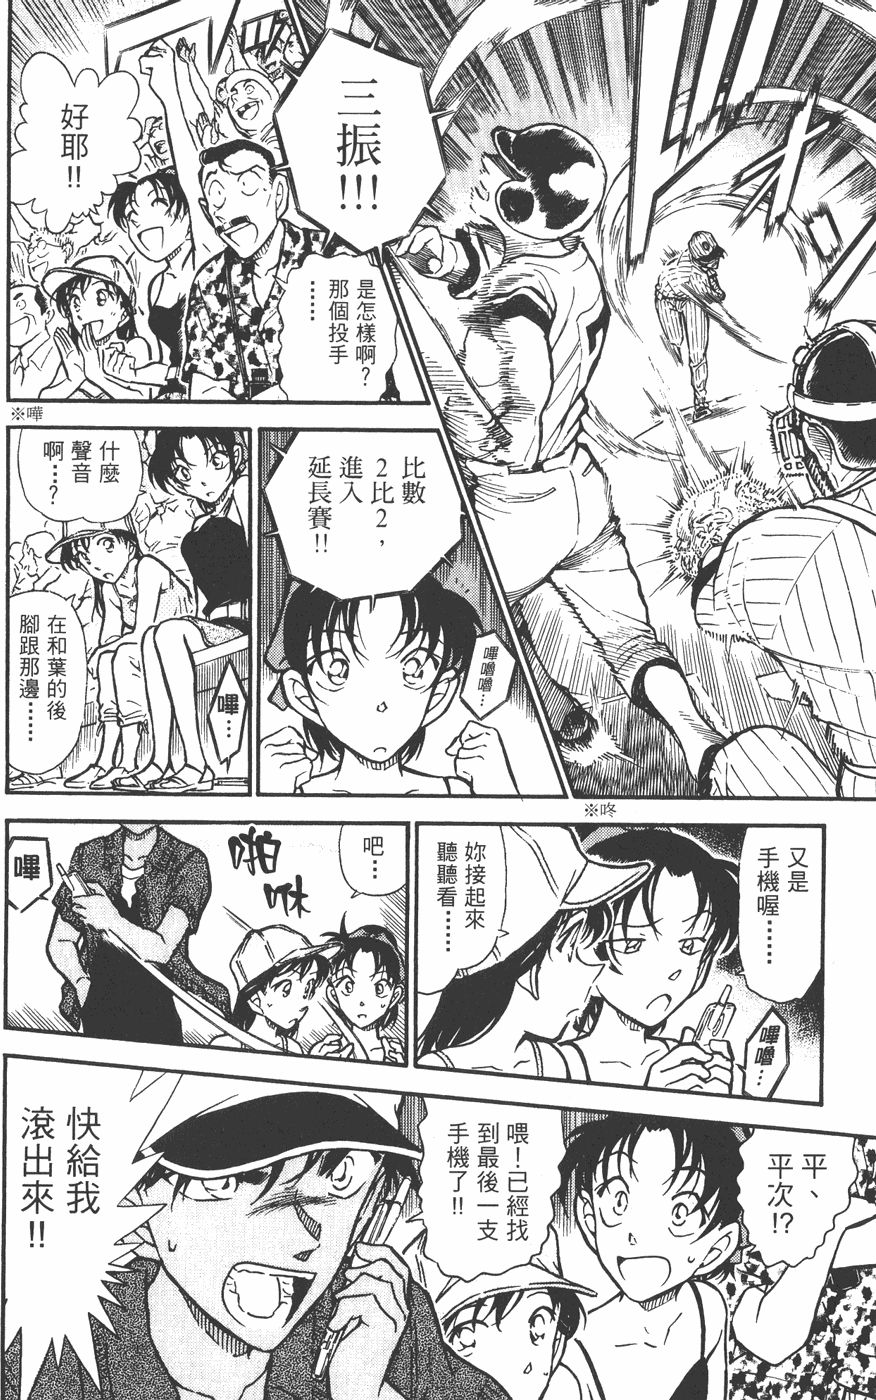 三振!!!
好耶!!
是怎樣啊?
那個投手
……
※嘩
比數
2比2，
進入
延長賽!!
嗶嚕嚕…
什麼
聲音
啊…?
在和葉的後
腳跟那邊……
嗶…
※咚
又是
手機喔……
妳接起來
聽聽看……
嗶嚕…
吧…
啪
咻
嗶
平、
平次!?
喂！已經找
到最後一支
手機了!!
快給我
滾出來!!